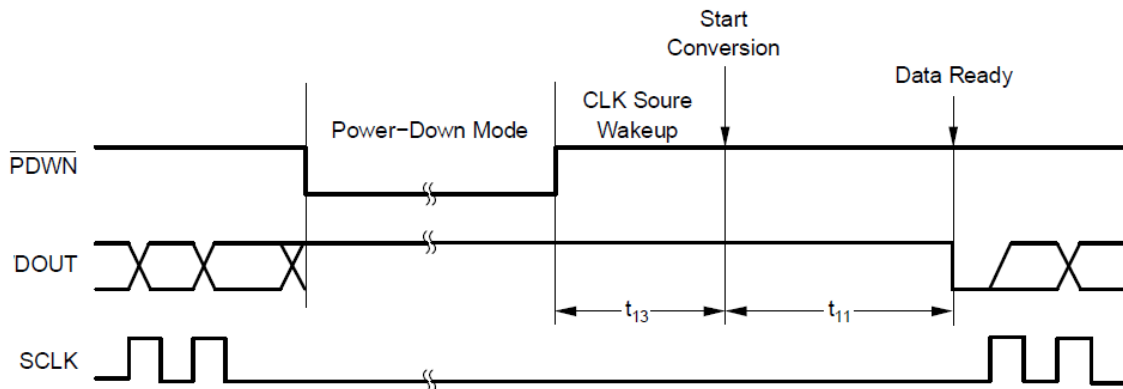 Start
Conversion
Data Ready
CLK Soure
Wakeup
Power-Down Mode
PDWN
DOUT
t13
t11
SCLK